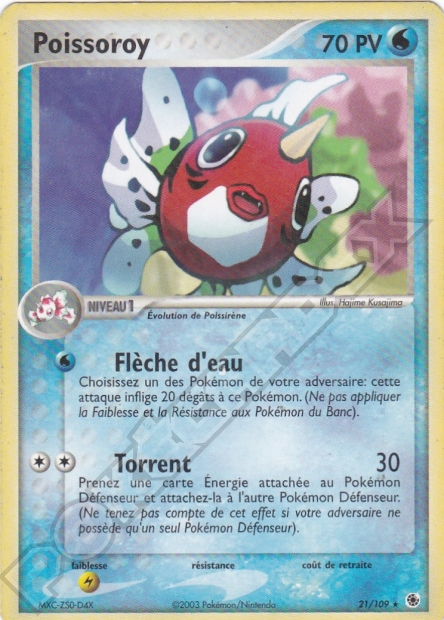 Poissoroy 70 PV
Illus. Hajime Kusajima
NIVEAU 1
Évolution de Poissirène
Flèche d'eau
Choisissez un des Pokémon de votre adversaire: cette
attaque inflige 20 dégâts à ce Pokémon. (Ne pas appliquer
la Faiblesse et la Résistance aux Pokémon du Banc).
Torrent 30
Prenez une carte Énergie attachée au Pokémon
Défenseur et attachez-la à l'autre Pokémon Défenseur.
(Ne tenez pas compte de cet effet si votre adversaire ne
possède qu'un seul Pokémon Défenseur).
faiblesse résistance coût de retraite
MXC-Z50-D4X ©2003 Pokémon/Nintendo 21/109 ★